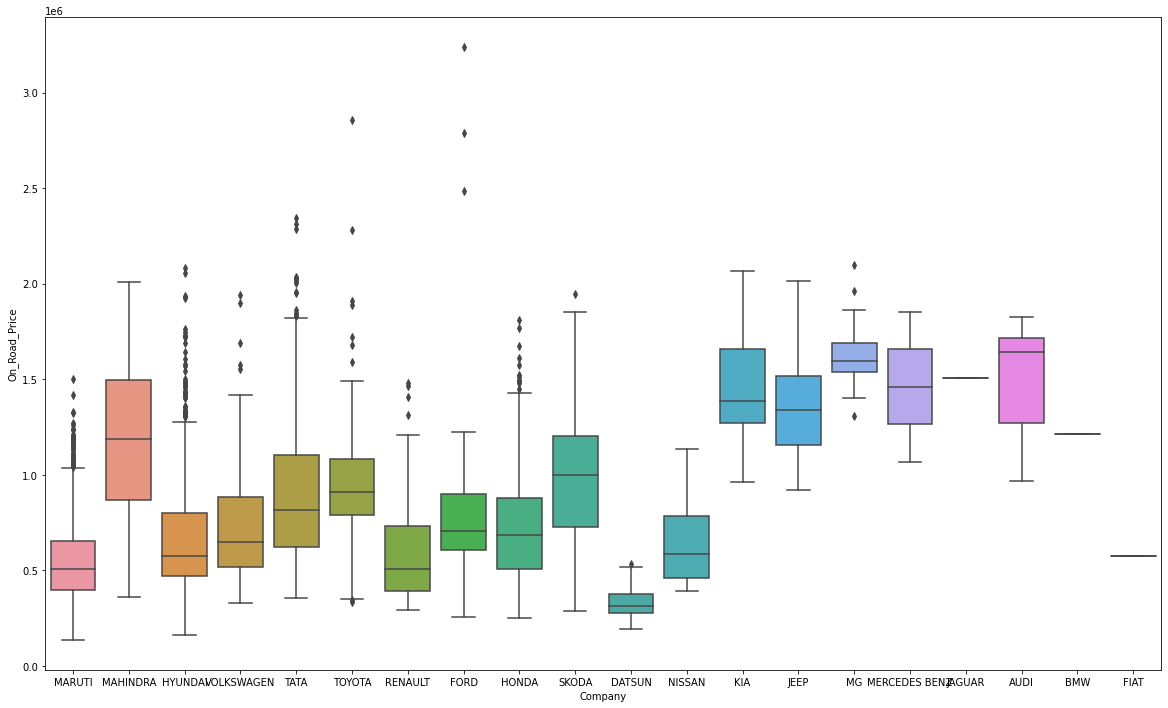 1e6
3.0
2.5
2.0
1.5
1.0
0.5
0.0
On_Road_Price
MARUTI MAHINDRA HYUNDAI VOLKSWAGEN TATA TOYOTA RENAULT FORD HONDA SKODA DATSUN NISSAN KIA JEEP MG MERCEDES BENZ JAGUAR AUDI BMW FIAT
Company